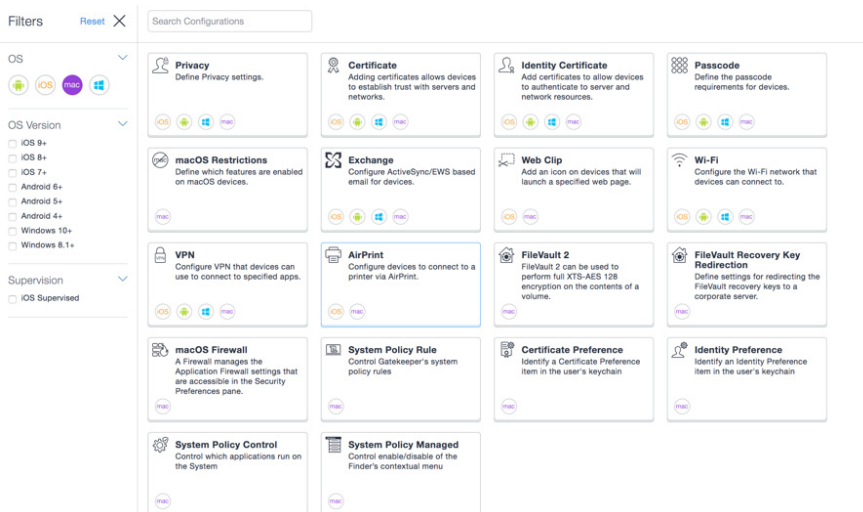 Filters
Reset
OS
iOS
mac
OS Version
iOS 9+
iOS 8+
iOS 7+
Android 6+
Android 5+
Android 4+
Windows 10+
Windows 8.1+
Supervision
iOS Supervised
Search Configurations
Privacy
Define Privacy settings.
iOS
mac
Certificate
Adding certificates allows devices
to establish trust with servers and
networks.
iOS
mac
Identity Certificate
Add certificates to allow devices
to authenticate to server and
network resources.
iOS
mac
Passcode
Define the passcode
requirements for devices.
iOS
mac
mac
macOS Restrictions
Define which features are enabled
on macOS devices.
mac
Exchange
Configure ActiveSync/EWS based
email for devices.
iOS
mac
Web Clip
Add an icon on devices that will
launch a specified web page.
iOS
mac
Wi-Fi
Configure the Wi-Fi network that
devices can connect to.
iOS
mac
VPN
VPN
Configure VPN that devices can
use to connect to specified apps.
iOS
mac
AirPrint
Configure devices to connect to a
printer via AirPrint.
iOS
mac
FileVault 2
FileVault 2 can be used to
perform full XTS-AES 128
encryption on the contents of a
volume.
mac
FileVault Recovery Key
Redirection
Define settings for redirecting the
FileVault recovery keys to a
corporate server.
mac
macOS Firewall
A Firewall manages the
Application Firewall settings that
are accessible in the Security
Preferences pane.
mac
System Policy Rule
Control Gatekeeper's system
policy rules
mac
Certificate Preference
Identify a Certificate Preference
item in the user's keychain
mac
Identity Preference
Identify an Identity Preference
item in the user's keychain
mac
System Policy Control
Control which applications run on
the System
mac
System Policy Managed
Control enable/disable of the
Finder's contextual menu
mac